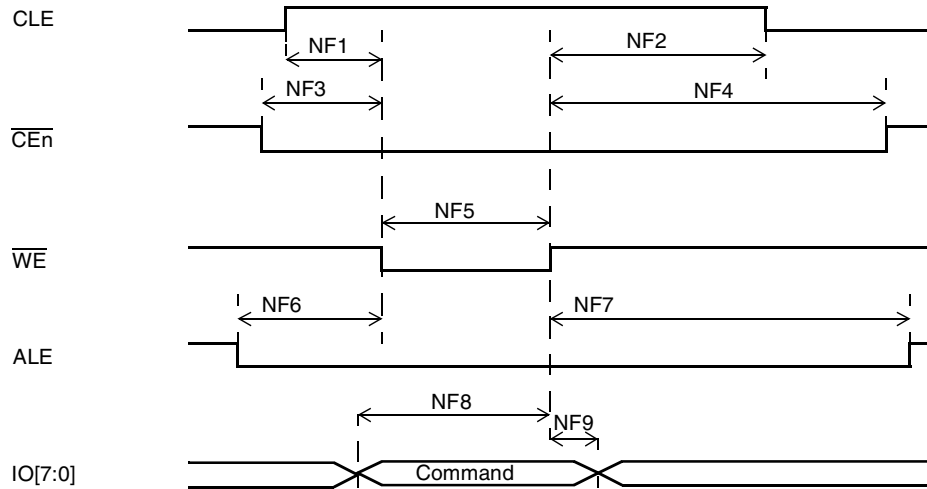 CLE
NF1
NF2
NF3
NF4
CEn
NF5
WE
NF6
NF7
ALE
NF8
NF9
IO[7:0]
Command